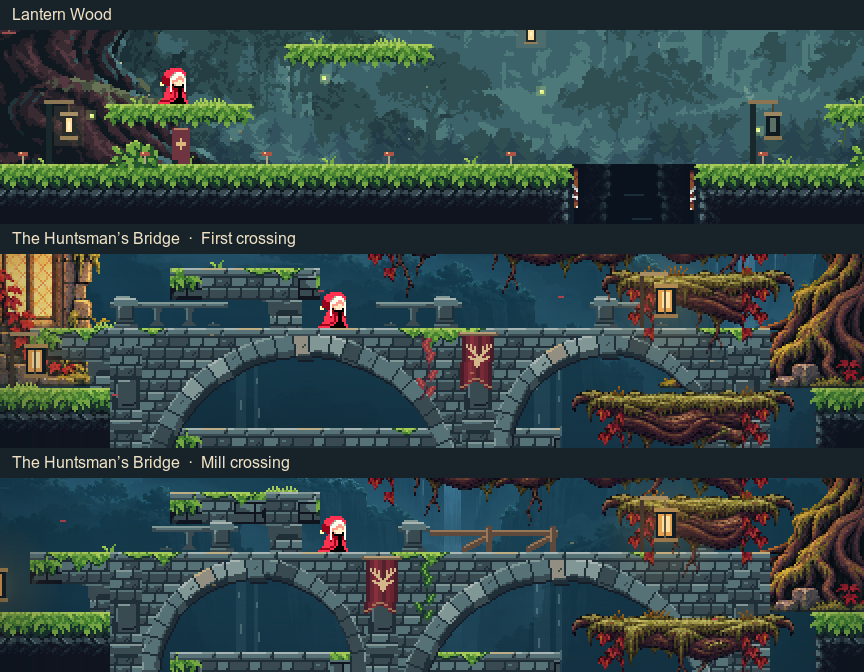 Lantern Wood
The Huntsman’s Bridge · First crossing
The Huntsman’s Bridge · Mill crossing